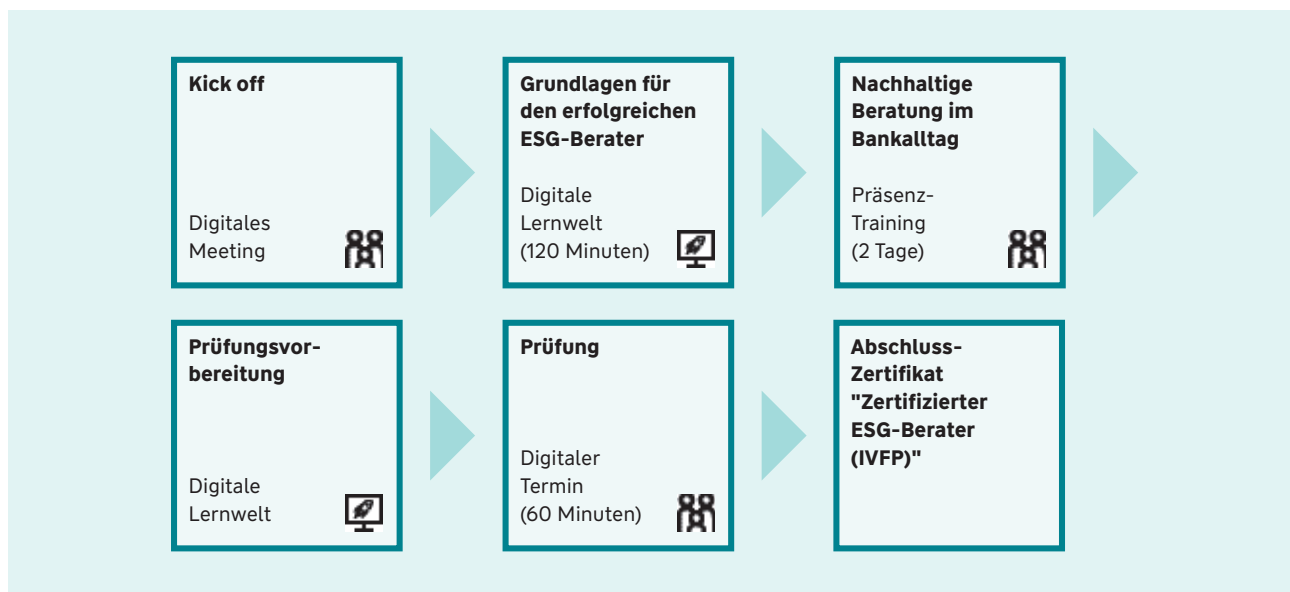 Kick off
Digitales
Meeting
Grundlagen für
den erfolgreichen
ESG-Berater
Digitale
Lernwelt
(120 Minuten)
Nachhaltige
Beratung im
Bankalltag
Präsenz-
Training
(2 Tage)
Prüfungsvor-
bereitung
Digitale
Lernwelt
Prüfung
Digitaler
Termin
(60 Minuten)
Abschluss-
Zertifikat
"Zertifizierter
ESG-Berater
(IVFP)"